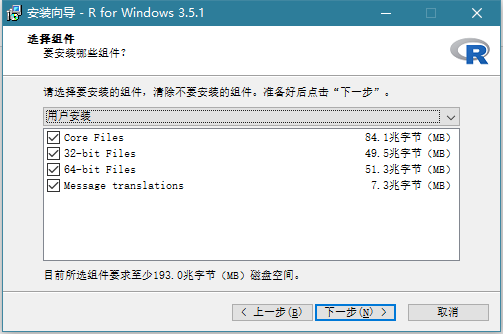 安装向导 - R for Windows 3.5.1
选择组件
要安装哪些组件?
R
请选择要安装的组件，清除不要安装的组件。准备好后点击“下一步”。
用户安装
Core Files 84.1兆字节（MB）
32-bit Files 49.5兆字节（MB）
64-bit Files 51.3兆字节（MB）
Message translations 7.3兆字节（MB）
目前所选组件要求至少193.0兆字节（MB）磁盘空间。
< 上一步(B) 下一步(N) > 取消